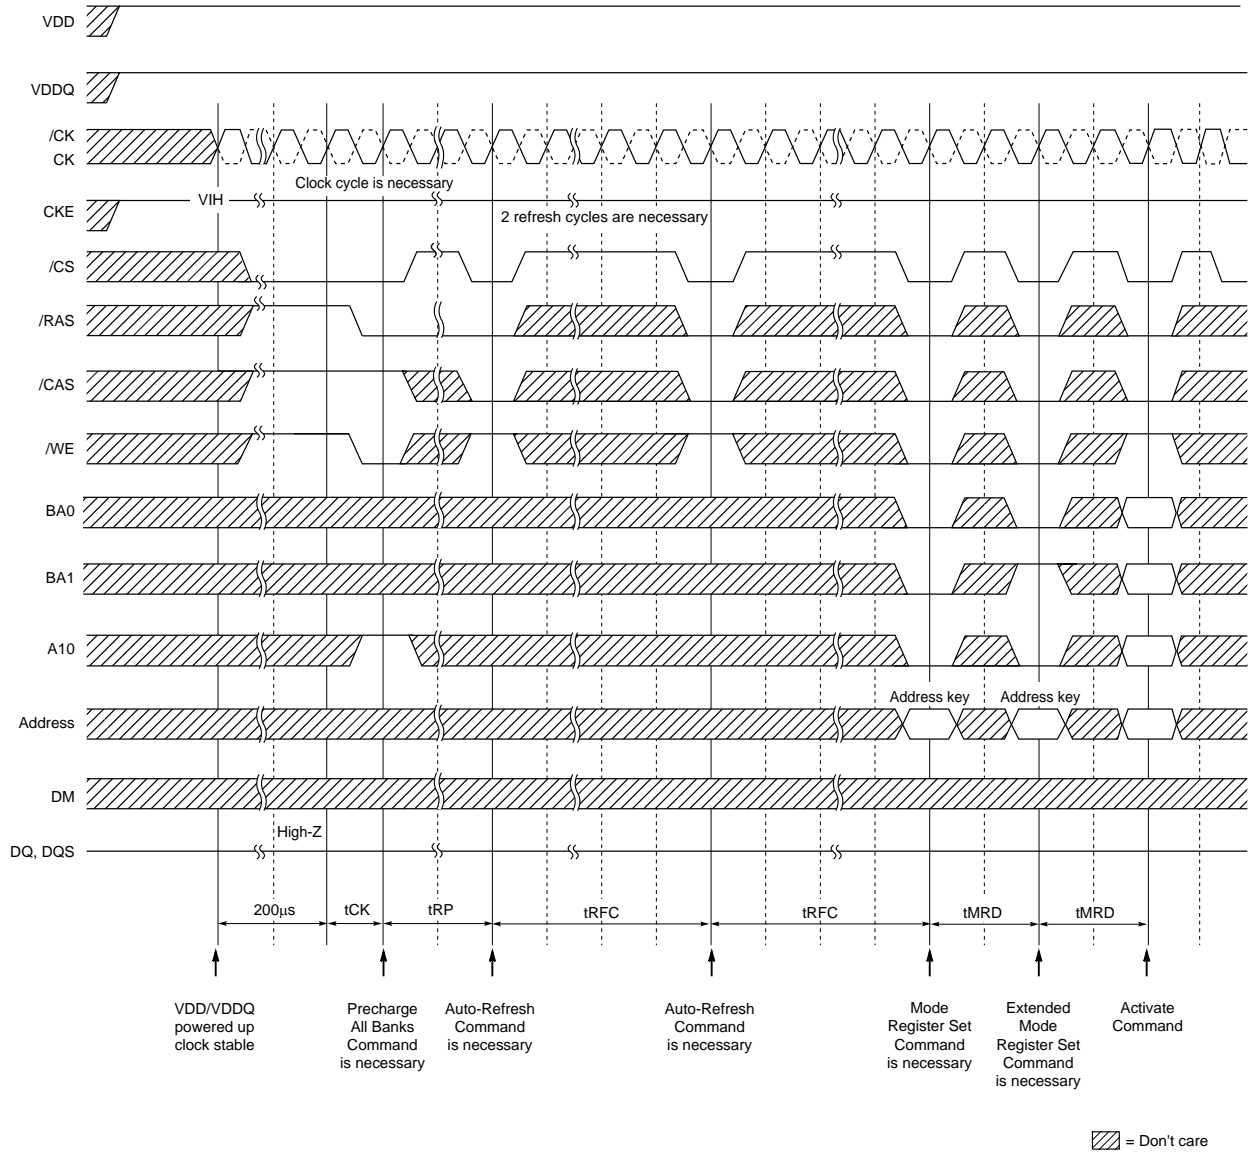 VDD
VDDQ
/CK
CK
Clock cycle is necessary
VIH
CKE
2 refresh cycles are necessary
/CS
/RAS
/CAS
/WE
BA0
BA1
A10
Address key
Address key
Address
DM
High-Z
DQ, DQS
200μs
tCK
tRP
tRFC
tRFC
tMRD
tMRD
VDD/VDDQ
powered up
clock stable
Precharge
All Banks
Command
is necessary
Auto-Refresh
Command
is necessary
Auto-Refresh
Command
is necessary
Mode
Register Set
Command
is necessary
Extended
Mode
Register Set
Command
is necessary
Activate
Command
= Don't care